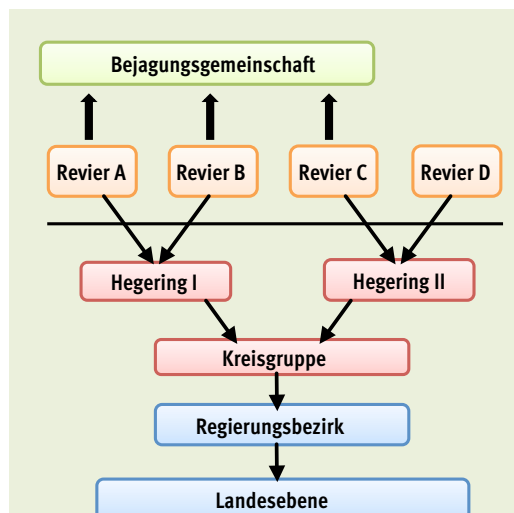 Bejagungsgemeinschaft
Revier A
Revier B
Revier C
Revier D
Hegering I
Hegering II
Kreisgruppe
Regierungsbezirk
Landesebene